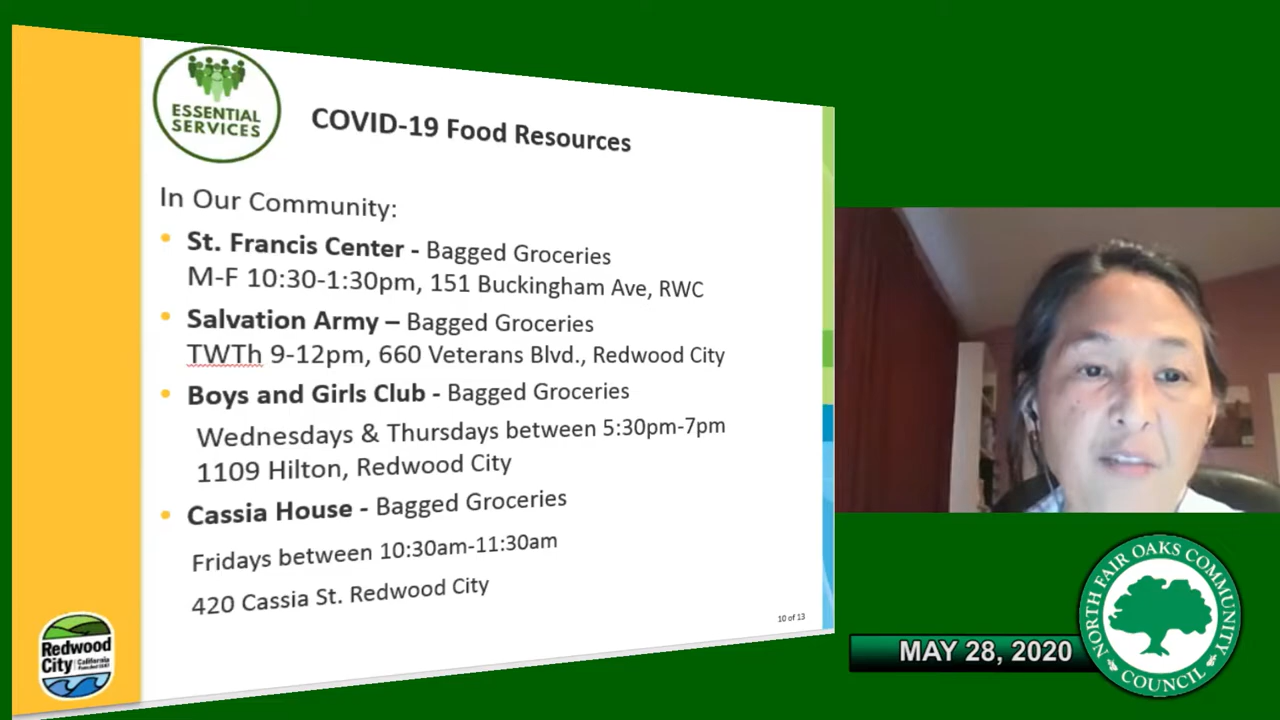 ESSENTIAL
SERVICES
COVID-19 Food Resources
In Our Community:
• St. Francis Center - Bagged Groceries
M-F 10:30-1:30pm, 151 Buckingham Ave, RWC
• Salvation Army – Bagged Groceries
TWTh 9-12pm, 660 Veterans Blvd., Redwood City
• Boys and Girls Club - Bagged Groceries
Wednesdays & Thursdays between 5:30pm-7pm
1109 Hilton, Redwood City
• Cassia House - Bagged Groceries
Fridays between 10:30am-11:30am
420 Cassia St. Redwood City
10 of 13
Redwood
City
California
MAY 28, 2020
NORTH FAIR OAKS COMMUNITY
COUNCIL